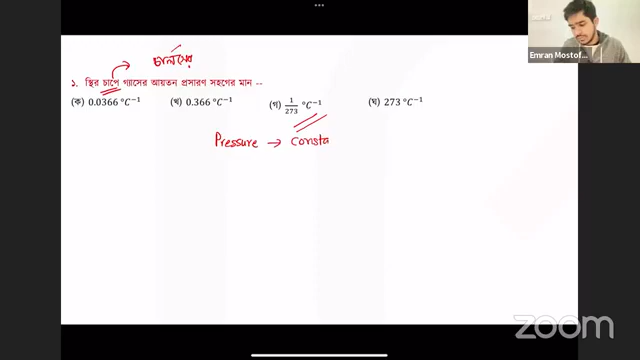 চার্লসের
১. স্থির চাপে গ্যাসের আয়তন প্রসারণ সহগের মান --
(ক) 0.0366 °C⁻¹ (খ) 0.366 °C⁻¹ (গ) 1/273 °C⁻¹ (ঘ) 273 °C⁻¹
Pressure → consta
Emran Mostof...
zoom